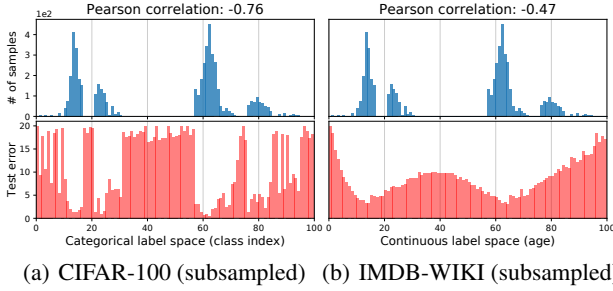 Pearson correlation: -0.76
Pearson correlation: -0.47
1e2
# of samples
4
3
2
1
0
Test error
20
15
10
5
0
0 20 40 60 80 100
0 20 40 60 80 100
Categorical label space (class index)
Continuous label space (age)
(a) CIFAR-100 (subsampled) (b) IMDB-WIKI (subsampled)